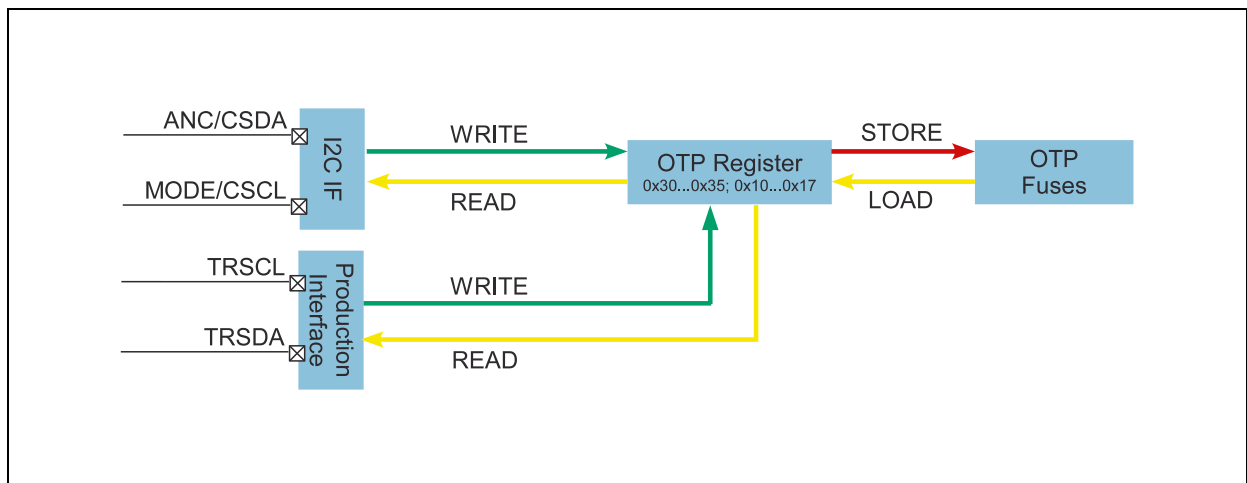 ANC/CSDA
MODE/CSCL
I2C IF
WRITE
READ
OTP Register
0x30...0x35; 0x10...0x17
STORE
LOAD
OTP
Fuses
TRSCL
TRSDA
Production
Interface
WRITE
READ